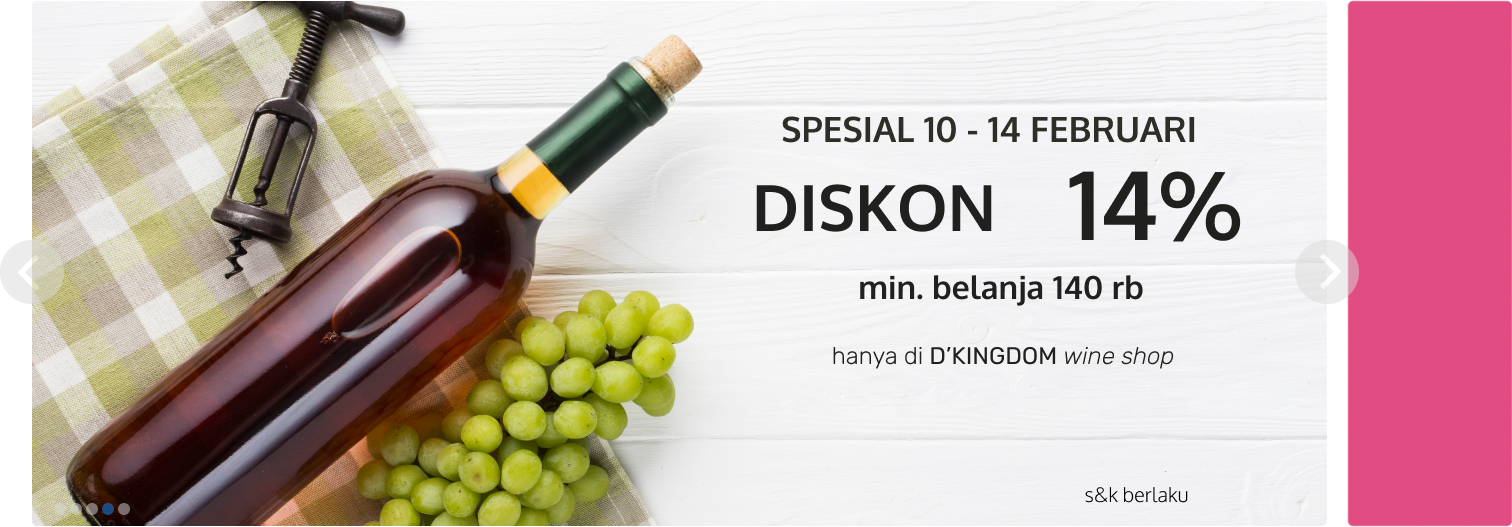 SPESIAL 10 - 14 FEBRUARI
DISKON 14%
min. belanja 140 rb
hanya di D'KINGDOM wine shop
s&k berlaku